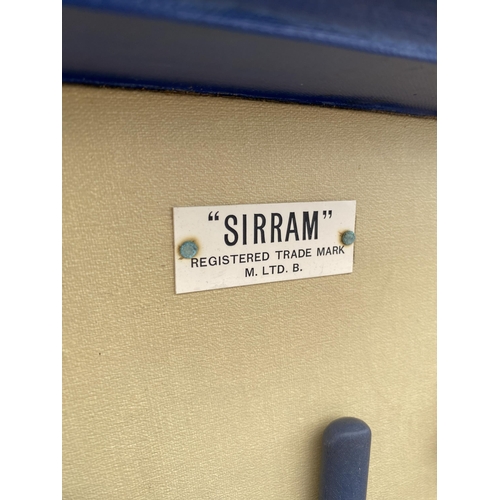 "SIRRAM"
REGISTERED TRADE MARK
M. LTD. B.